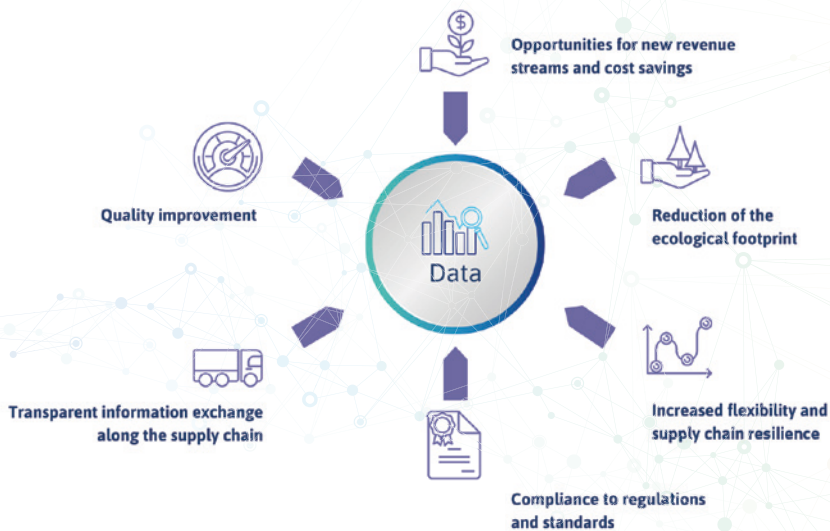 $
Opportunities for new revenue
streams and cost savings
Quality improvement
Reduction of the
ecological footprint
Data
Transparent information exchange
along the supply chain
Increased flexibility and
supply chain resilience
Compliance to regulations
and standards